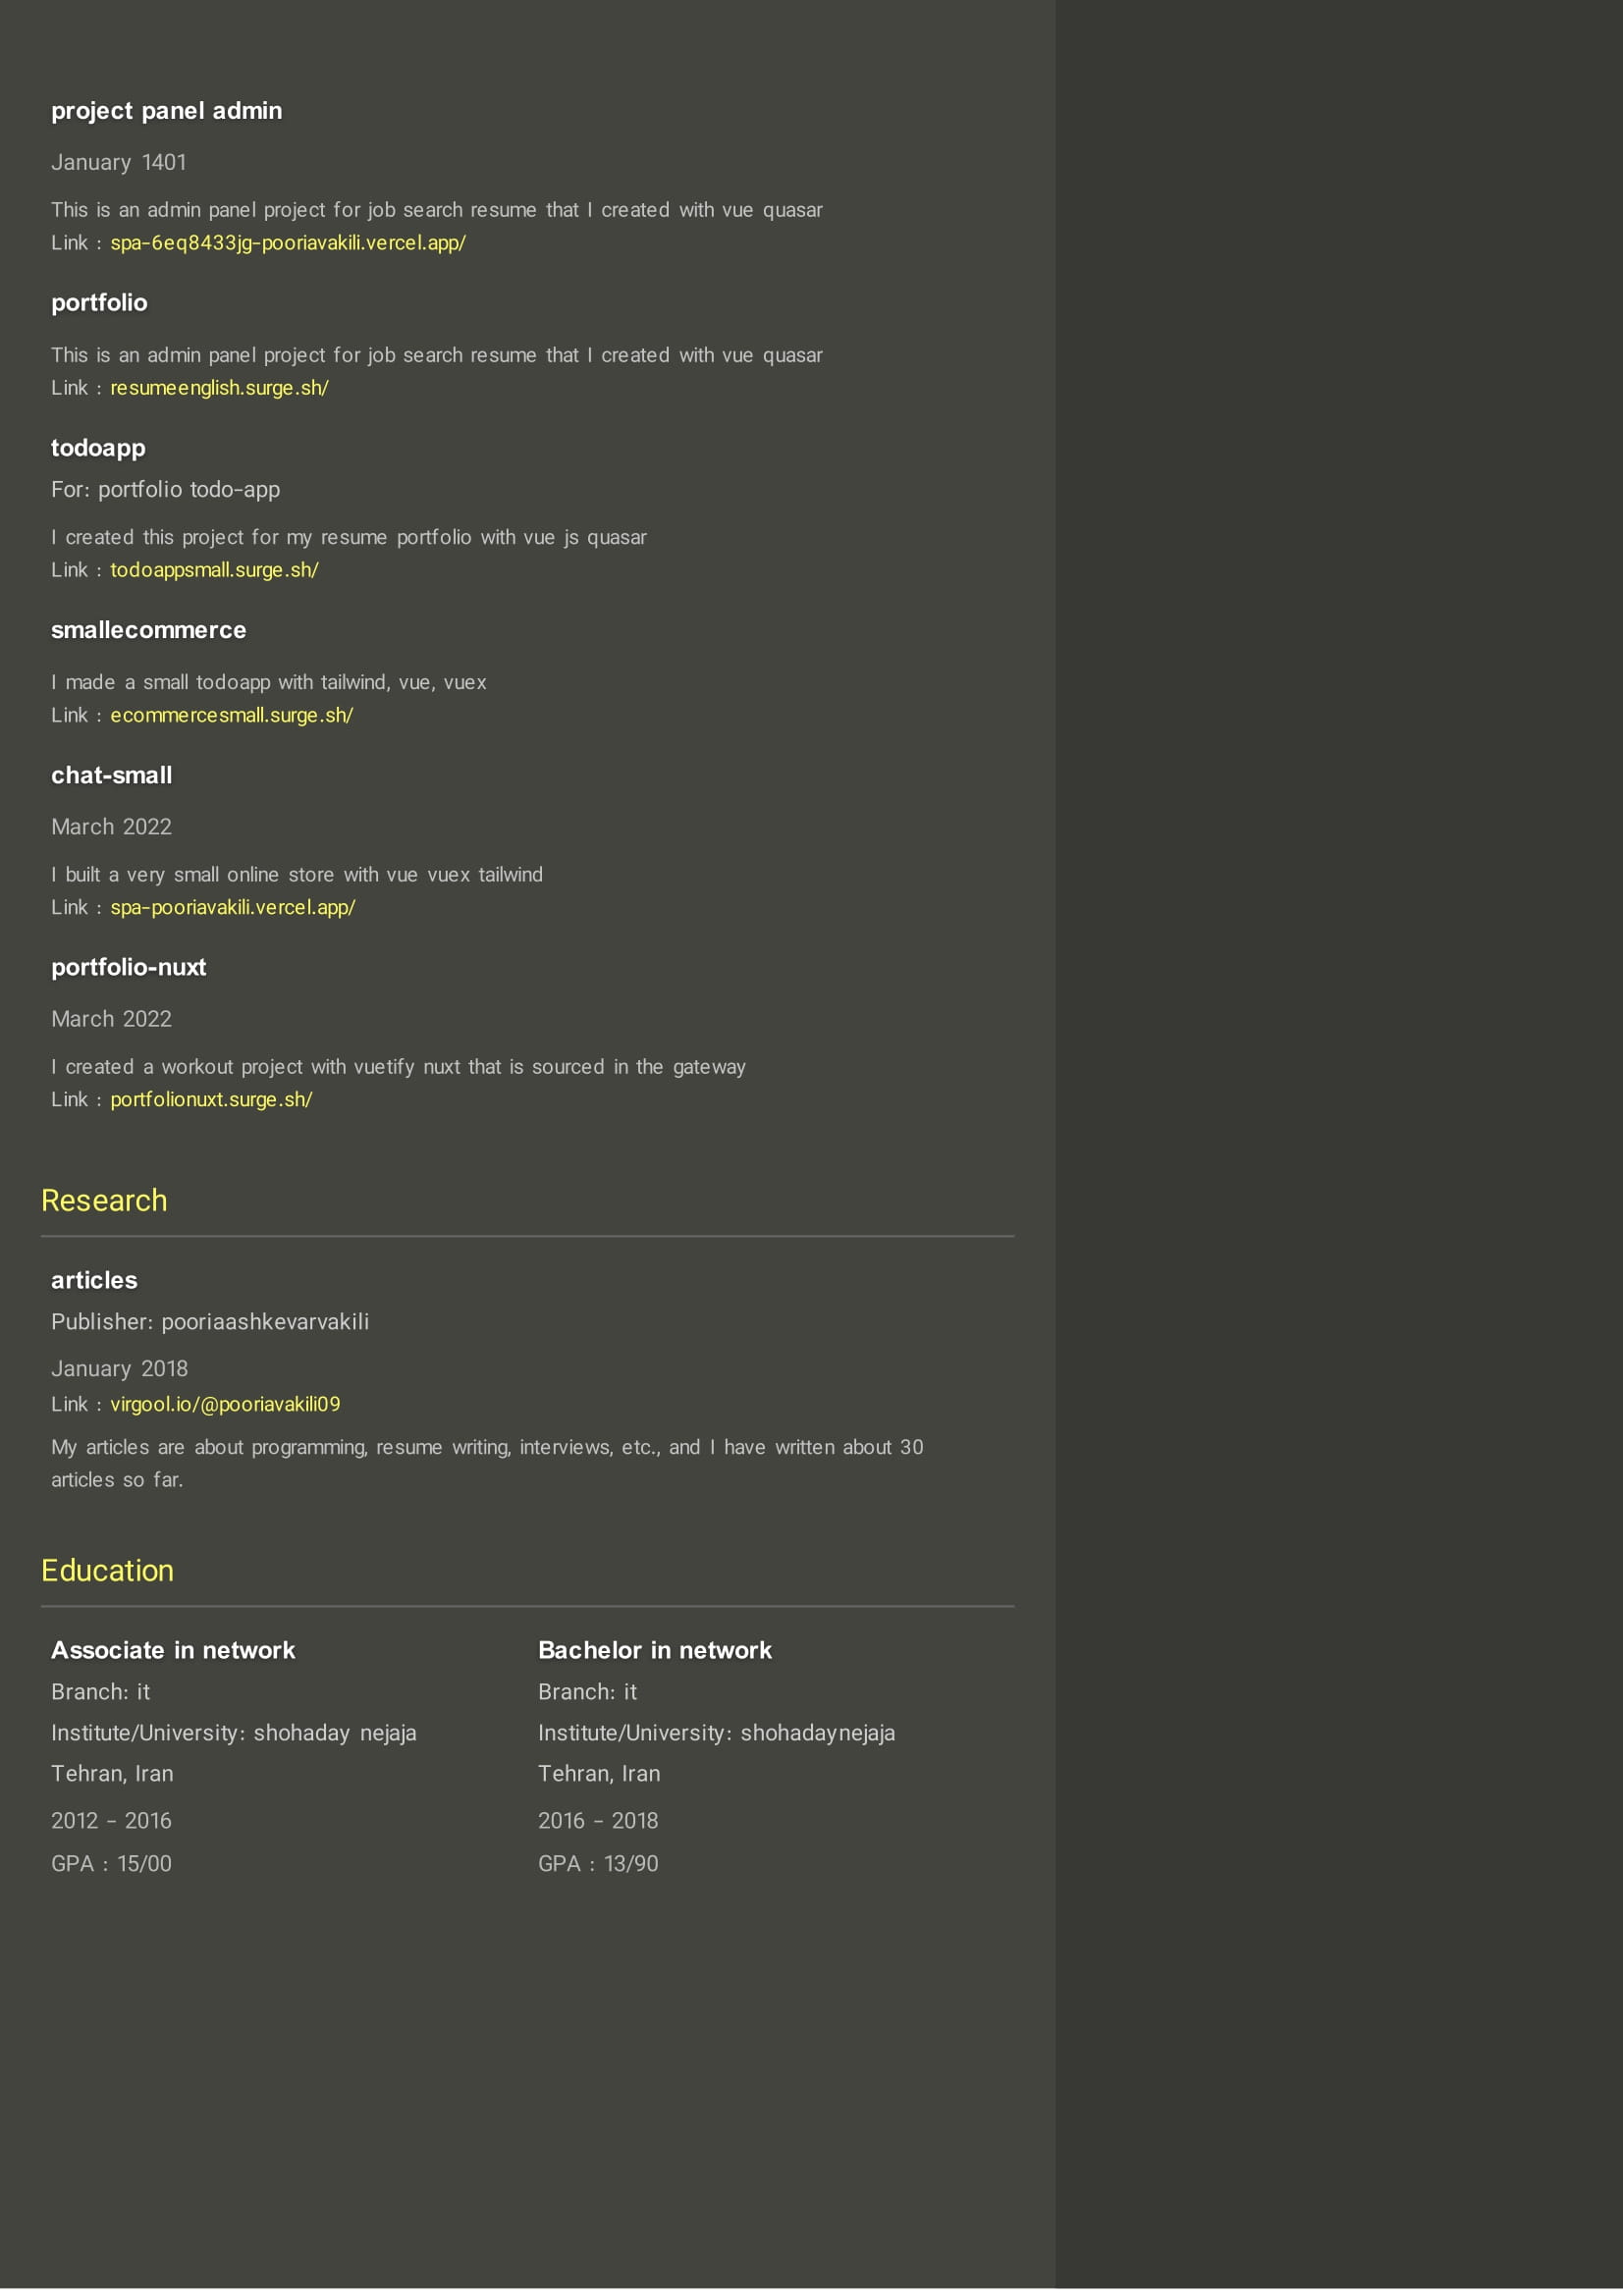 project panel admin
January 1401
This is an admin panel project for job search resume that I created with vue quasar
Link : spa-6eq8433jg-pooriavakili.vercel.app/
portfolio
This is an admin panel project for job search resume that I created with vue quasar
Link : resumeenglish.surge.sh/
todoapp
For: portfolio todo-app
I created this project for my resume portfolio with vue js quasar
Link : todoappsmall.surge.sh/
smallecommerce
I made a small todoapp with tailwind, vue, vuex
Link : ecommercesmall.surge.sh/
chat-small
March 2022
I built a very small online store with vue vuex tailwind
Link : spa-pooriavakili.vercel.app/
portfolio-nuxt
March 2022
I created a workout project with vuetify nuxt that is sourced in the gateway
Link : portfolionuxt.surge.sh/
Research
articles
Publisher: pooriaashkevarvakili
January 2018
Link : virgool.io/@pooriavakili09
My articles are about programming, resume writing, interviews, etc., and I have written about 30
articles so far.
Education
Associate in network
Branch: it
Institute/University: shohaday nejaja
Tehran, Iran
2012 - 2016
GPA : 15/00
Bachelor in network
Branch: it
Institute/University: shohadaynejaja
Tehran, Iran
2016 - 2018
GPA : 13/90